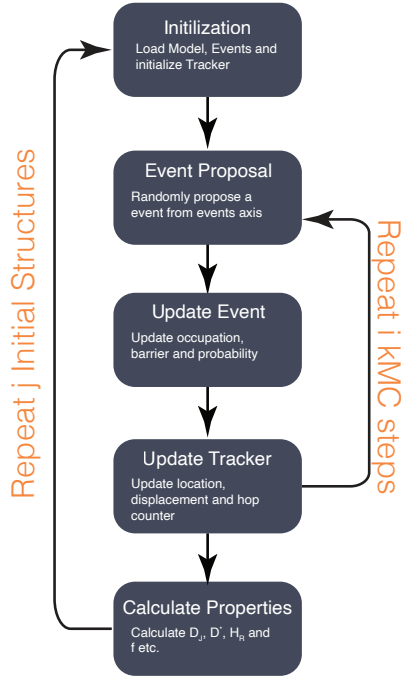 Initilization
Load Model, Events and
initialize Tracker
Event Proposal
Randomly propose a
event from events axis
Update Event
Update occupation,
barrier and probability
Update Tracker
Update location,
displacement and hop
counter
Calculate Properties
Calculate D_J, D*, H_R and
f etc.
Repeat j Initial Structures
Repeat i kMC steps